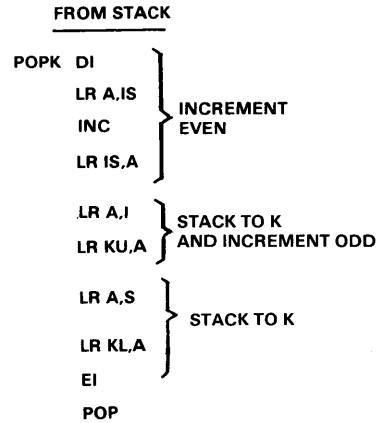 FROM STACK
POPK DI
LR A,IS
INC
LR IS,A
INCREMENT
EVEN
LR A,I
LR KU,A
STACK TO K
AND INCREMENT ODD
LR A,S
LR KL,A
STACK TO K
EI
POP